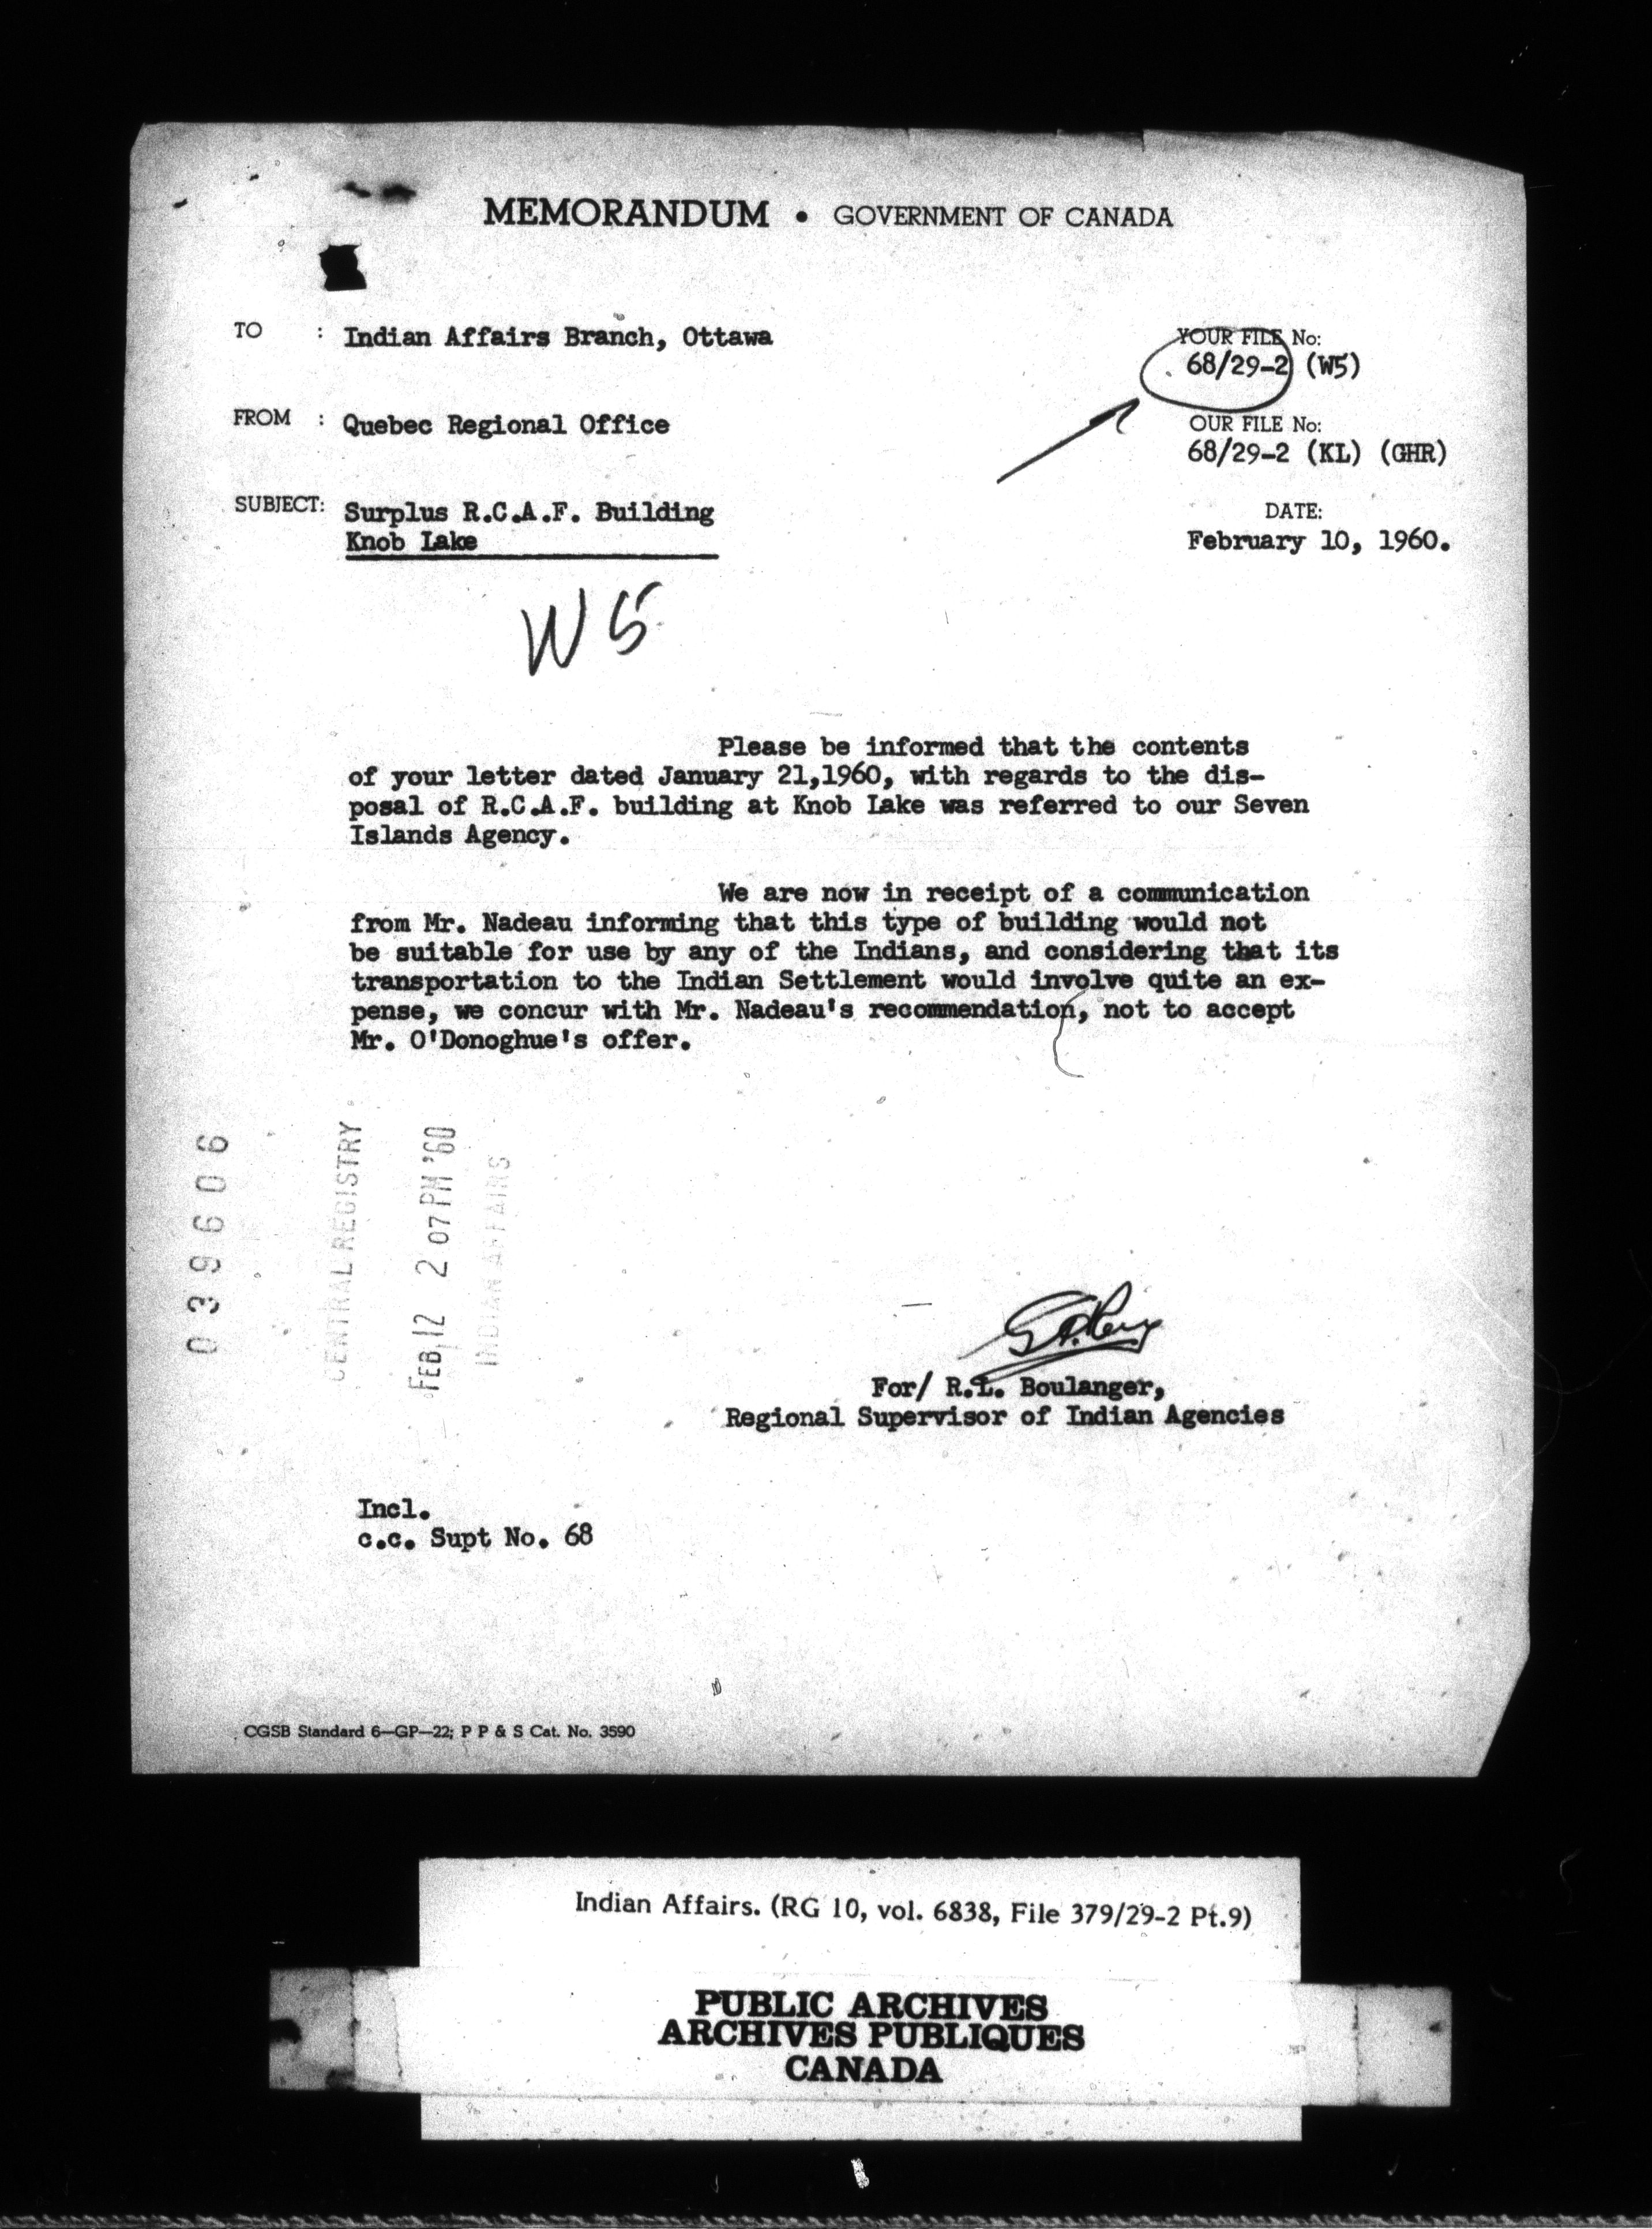 MEMORANDUM • GOVERNMENT OF CANADA
TO : Indian Affairs Branch, Ottawa
YOUR FILE No:
68/29-2 (W5)
FROM : Quebec Regional Office
OUR FILE No:
68/29-2 (KL) (GHR)
SUBJECT: Surplus R.C.A.F. Building
Knob Lake
DATE:
February 10, 1960.
W5
Please be informed that the contents
of your letter dated January 21,1960, with regards to the dis-
posal of R.C.A.F. building at Knob Lake was referred to our Seven
Islands Agency.
We are now in receipt of a communication
from Mr. Nadeau informing that this type of building would not
be suitable for use by any of the Indians, and considering that its
transportation to the Indian Settlement would involve quite an ex-
pense, we concur with Mr. Nadeau's recommendation, not to accept
Mr. O'Donoghue's offer.
039606
CENTRAL REGISTRY
FEB 12 2 07 PM '60
INDIAN AFFAIRS
For/ R.L. Boulanger,
Regional Supervisor of Indian Agencies
Incl.
c.c. Supt No. 68
CGSB Standard 6—GP—22; P P & S Cat. No. 3590
Indian Affairs. (RG 10, vol. 6838, File 379/29-2 Pt.9)
PUBLIC ARCHIVES
ARCHIVES PUBLIQUES
CANADA